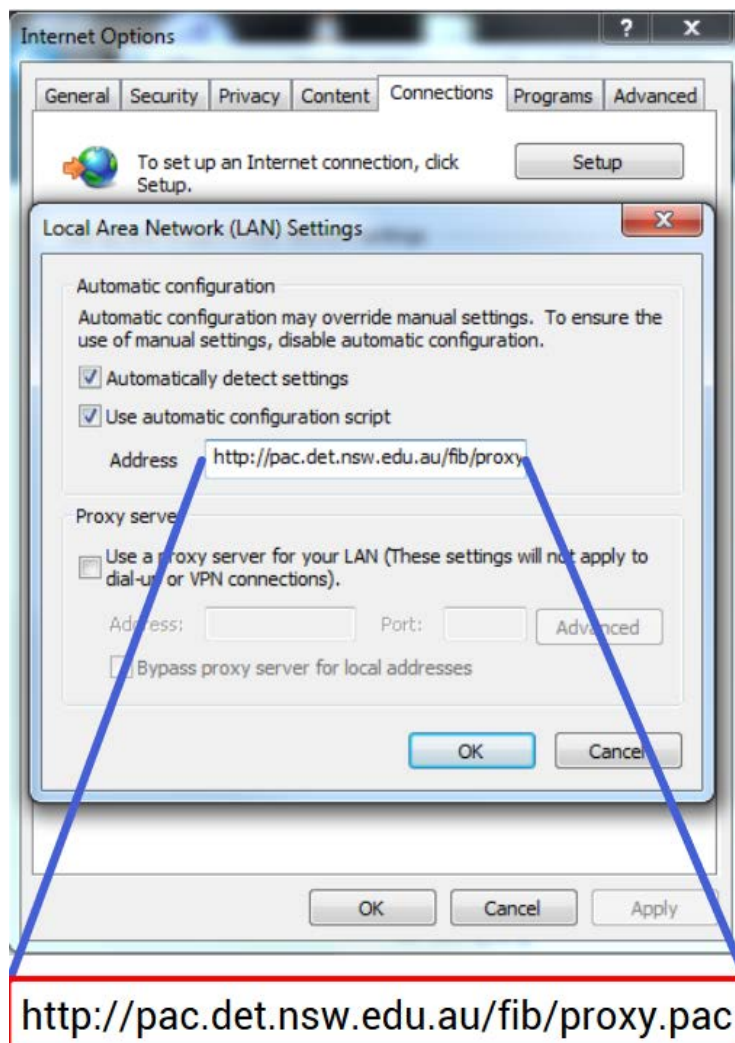 Internet Options
?
X
General Security Privacy Content Connections Programs Advanced
To set up an Internet connection, click
Setup.
Setup
Local Area Network (LAN) Settings
X
Automatic configuration
Automatic configuration may override manual settings. To ensure the
use of manual settings, disable automatic configuration.
Automatically detect settings
Use automatic configuration script
Address http://pac.det.nsw.edu.au/fib/proxy
Proxy server
Use a proxy server for your LAN (These settings will not apply to
dial-up or VPN connections).
Address: Port: Advanced
Bypass proxy server for local addresses
OK Cancel
OK Cancel Apply
http://pac.det.nsw.edu.au/fib/proxy.pac